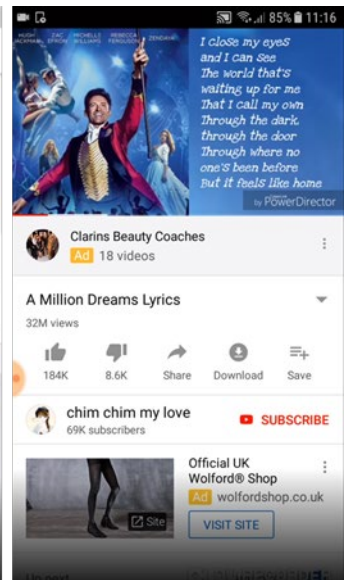 85% 11:16
HUGH ZAC MICHELLE REBECCA
JACKMAN EFRON WILLIAMS FERGUSON ZENDAYA
I close my eyes
and I can see
The world that's
waiting up for me
That I call my own
Through the dark,
through the door
Through where no
one's been before
But it feels like home
by PowerDirector
Clarins Beauty Coaches
Ad 18 videos
A Million Dreams Lyrics
32M views
184K 8.6K Share Download Save
chim chim my love
69K subscribers
SUBSCRIBE
Official UK
Wolford® Shop
Ad wolfordshop.co.uk
Site
VISIT SITE
Up next